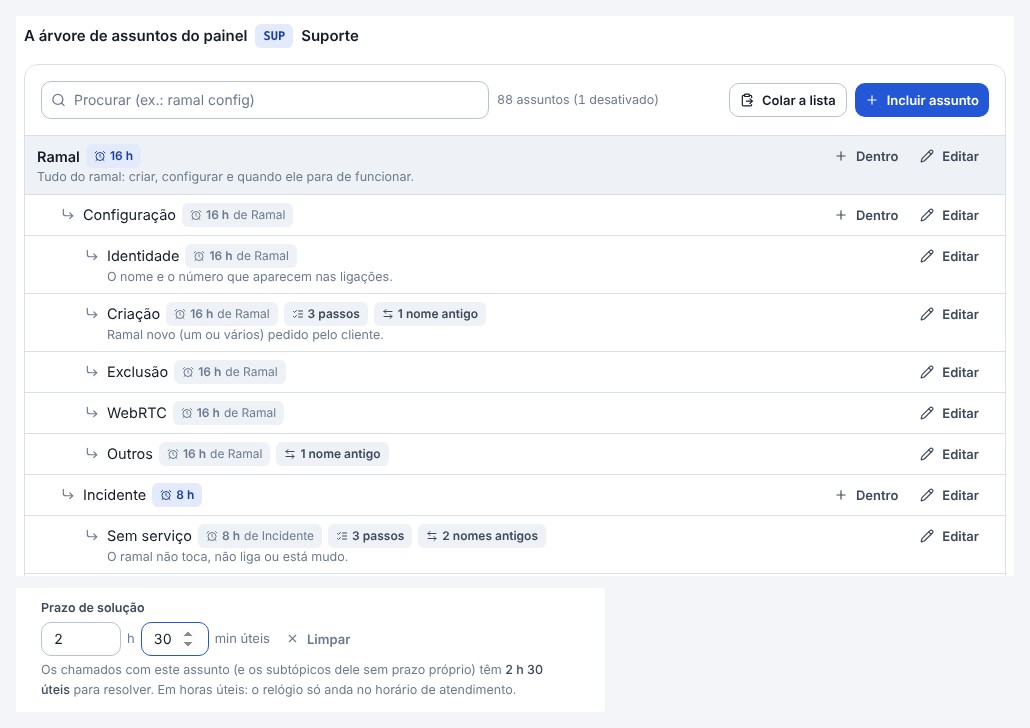 A árvore de assuntos do painel SUP Suporte
Procurar (ex.: ramal config) 88 assuntos (1 desativado) Colar a lista + Incluir assunto
Ramal 16 h + Dentro Editar
Tudo do ramal: criar, configurar e quando ele para de funcionar.
Configuração 16 h de Ramal + Dentro Editar
Identidade 16 h de Ramal Editar
O nome e o número que aparecem nas ligações.
Criação 16 h de Ramal 3 passos 1 nome antigo Editar
Ramal novo (um ou vários) pedido pelo cliente.
Exclusão 16 h de Ramal Editar
WebRTC 16 h de Ramal Editar
Outros 16 h de Ramal 1 nome antigo Editar
Incidente 8 h + Dentro Editar
Sem serviço 8 h de Incidente 3 passos 2 nomes antigos Editar
O ramal não toca, não liga ou está mudo.
Prazo de solução
2 h 30 min úteis × Limpar
Os chamados com este assunto (e os subtópicos dele sem prazo próprio) têm 2 h 30
úteis para resolver. Em horas úteis: o relógio só anda no horário de atendimento.